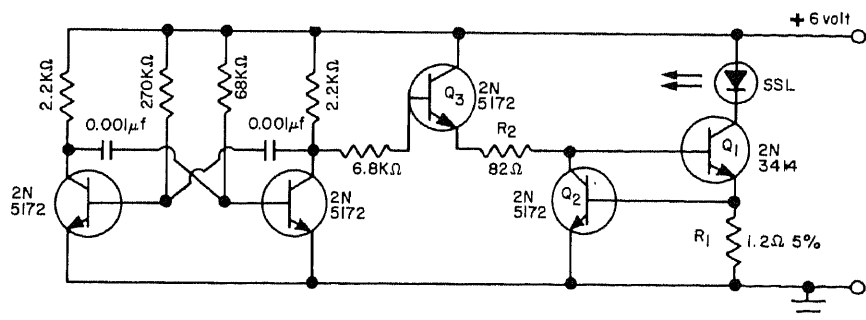 + 6 volt
2.2KΩ
270KΩ
68KΩ
2.2KΩ
0.001μf
0.001μf
2N
5172
2N
5172
6.8KΩ
Q3
2N
5172
R2
82Ω
SSL
Q1
2N
3414
Q2
2N
5172
R1
1.2Ω 5%